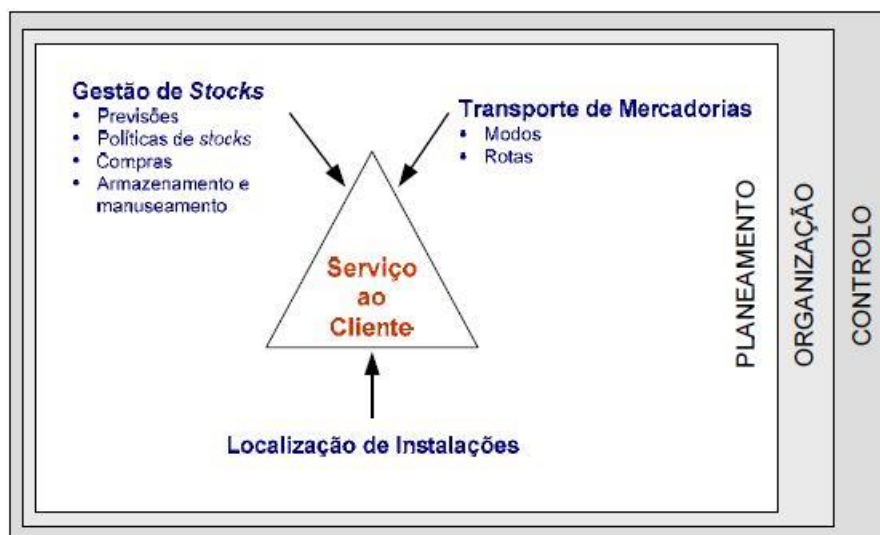 Gestão de Stocks
• Previsões
• Políticas de stocks
• Compras
• Armazenamento e
manuseamento
Transporte de Mercadorias
• Modos
• Rotas
Serviço
ao
Cliente
Localização de Instalações
PLANEAMENTO
ORGANIZAÇÃO
CONTROLO